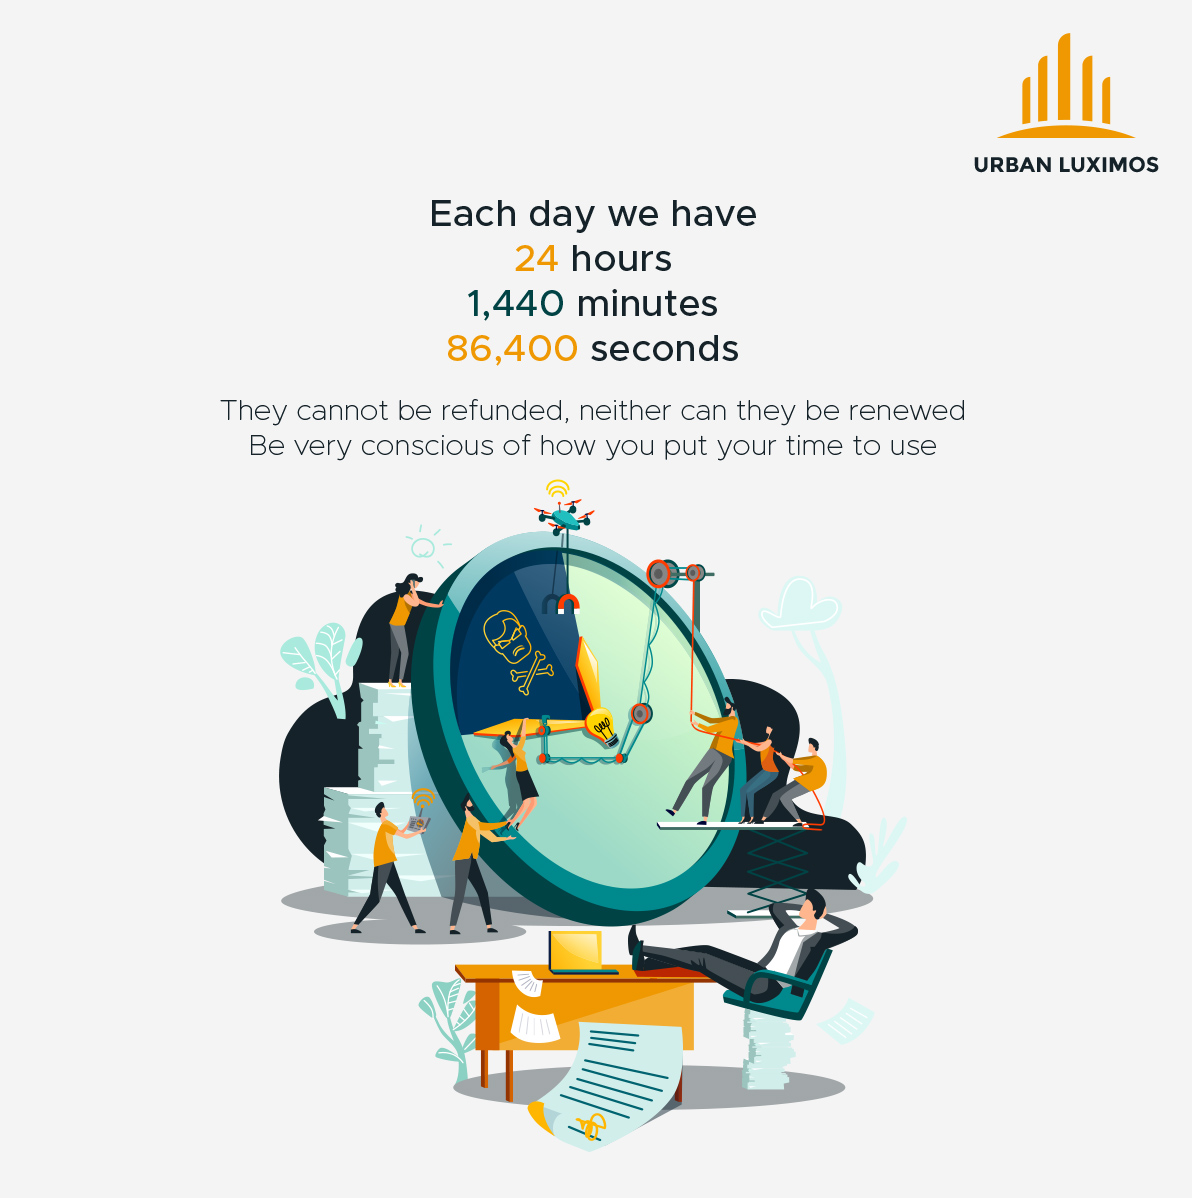 URBAN LUXIMOS
Each day we have
24 hours
1,440 minutes
86,400 seconds
They cannot be refunded, neither can they be renewed
Be very conscious of how you put your time to use